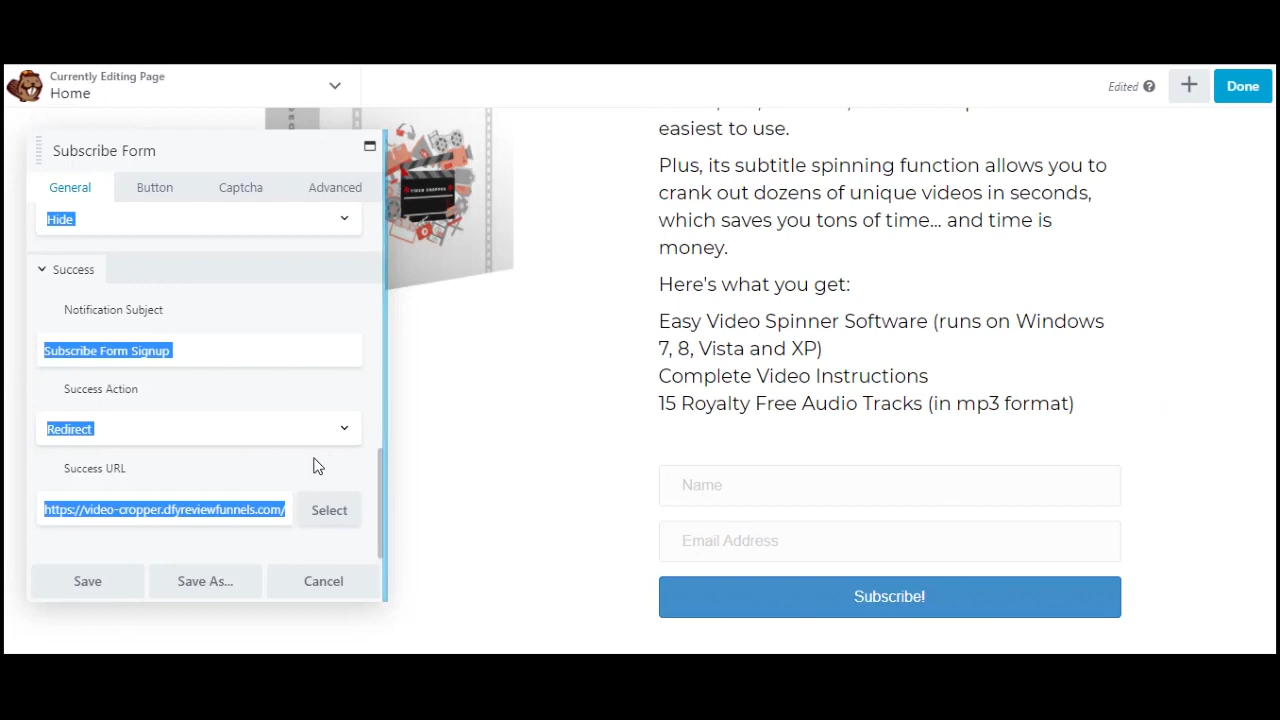 Currently Editing Page
Home
Edited
Done
Subscribe Form
General
Button
Captcha
Advanced
Hide
Success
Notification Subject
Subscribe Form Signup
Success Action
Redirect
Success URL
https://video-cropper.dfyreviewfunnels.com/
Select
Save
Save As...
Cancel
VIDEO CROPPER
easiest to use.
Plus, its subtitle spinning function allows you to
crank out dozens of unique videos in seconds,
which saves you tons of time... and time is
money.
Here's what you get:
Easy Video Spinner Software (runs on Windows
7, 8, Vista and XP)
Complete Video Instructions
15 Royalty Free Audio Tracks (in mp3 format)
Name
Email Address
Subscribe!